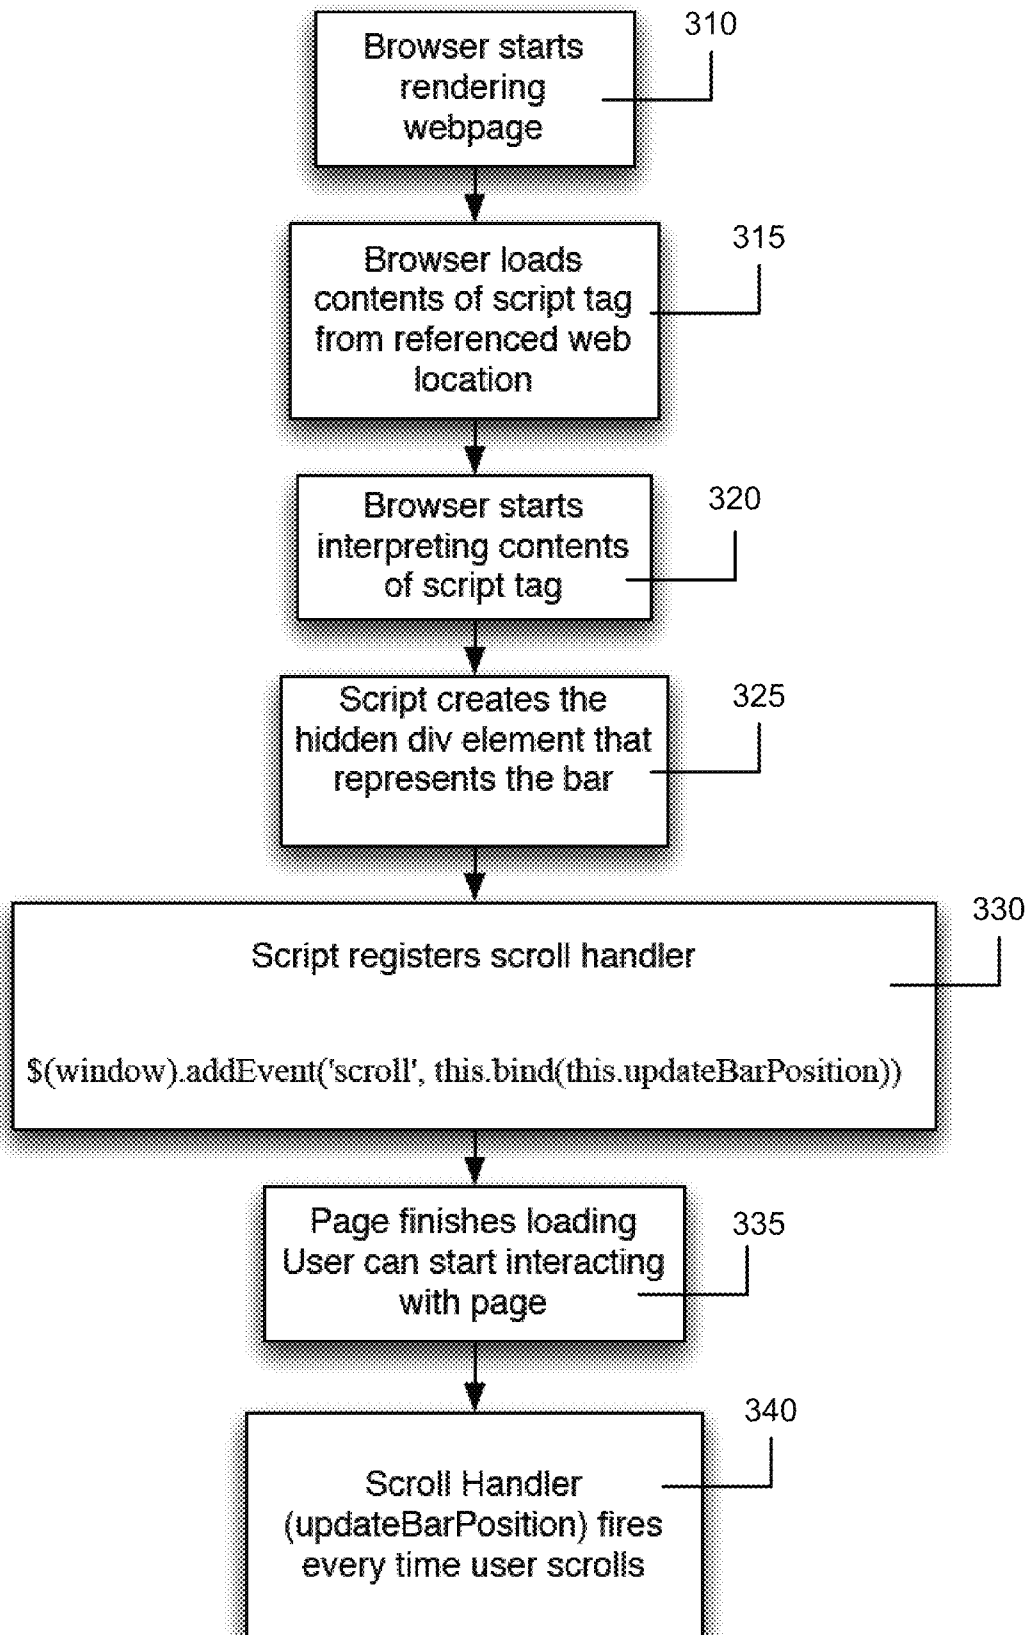 310
Browser starts
rendering
webpage
315
Browser loads
contents of script tag
from referenced web
location
320
Browser starts
interpreting contents
of script tag
325
Script creates the
hidden div element that
represents the bar
330
Script registers scroll handler
$(window).addEvent('scroll', this.bind(this.updateBarPosition))
335
Page finishes loading
User can start interacting
with page
340
Scroll Handler
(updateBarPosition) fires
every time user scrolls